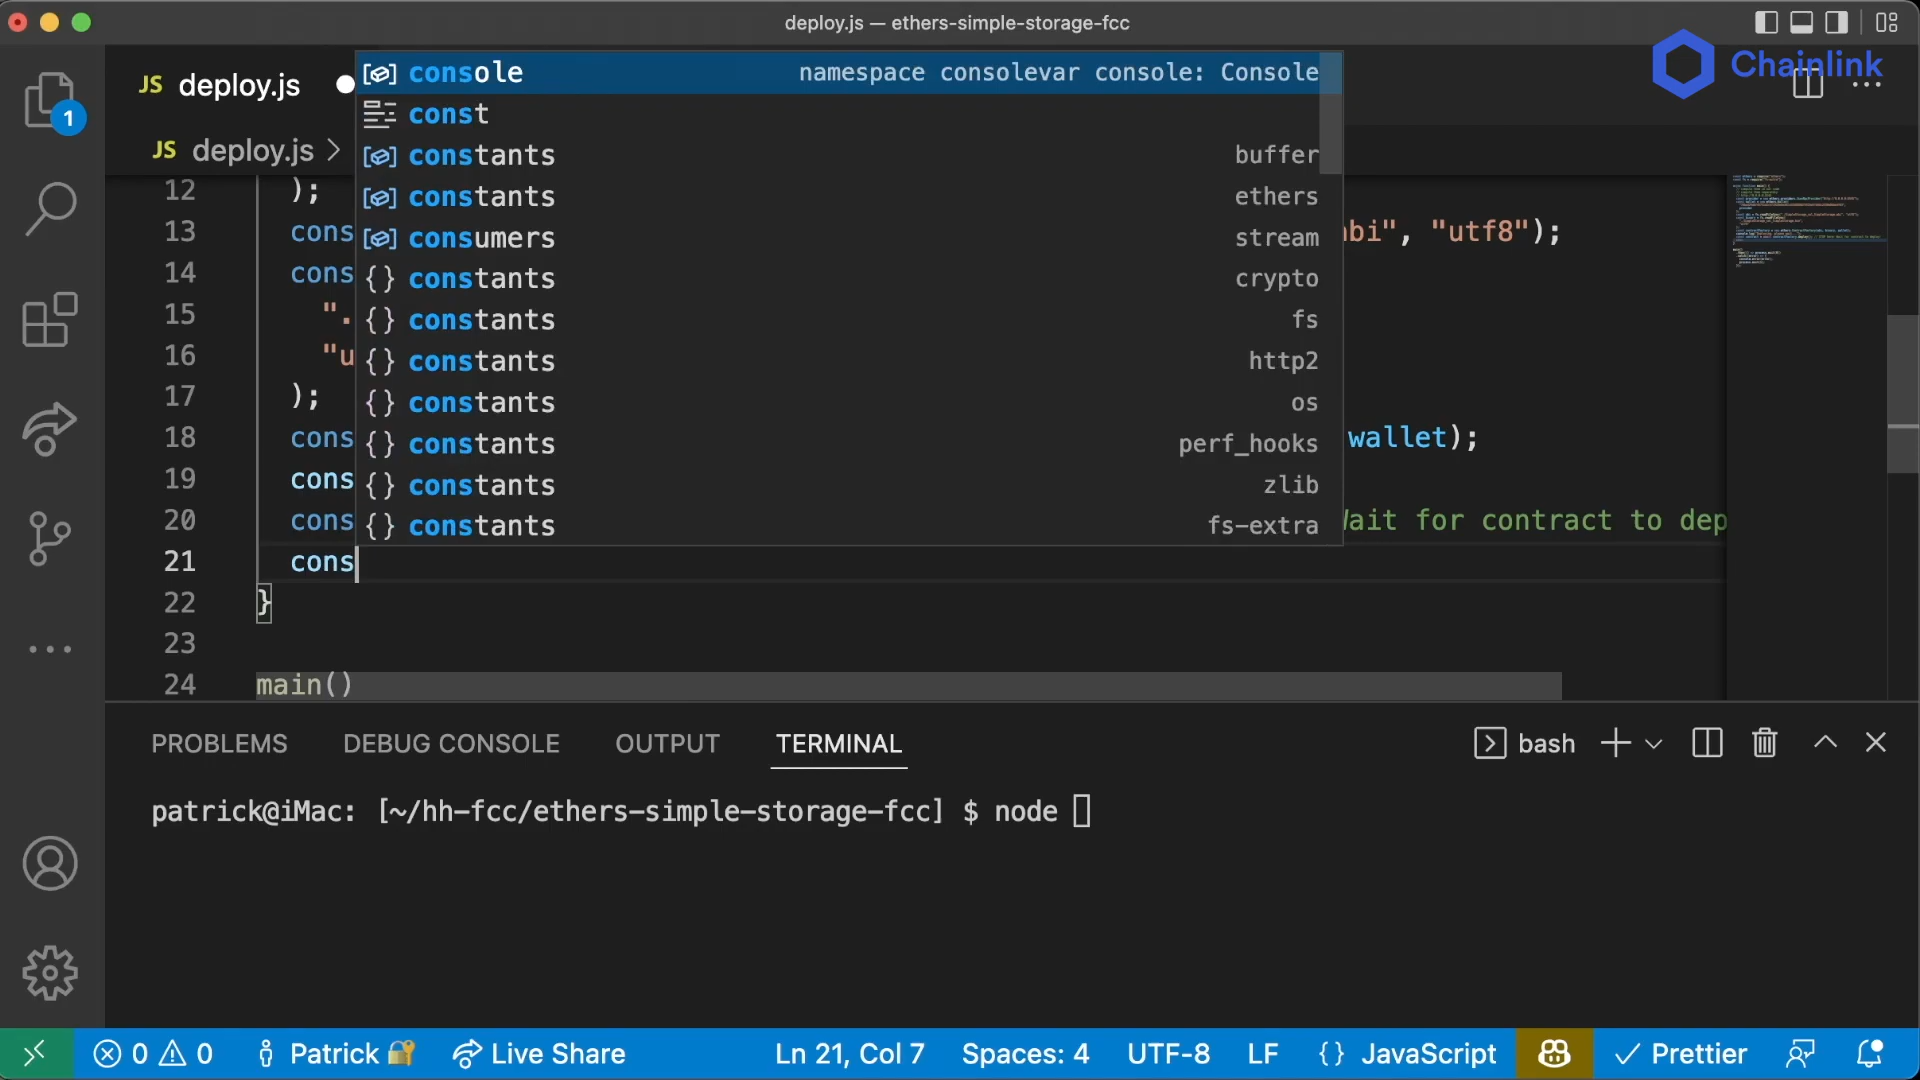 deploy.js — ethers-simple-storage-fcc
Chainlink
JS deploy.js
JS deploy.js >
1
console namespace consolevar console: Console
const
constants buffer
constants ethers
consumers stream
constants crypto
constants fs
constants http2
constants os
constants perf_hooks
constants zlib
constants fs-extra
12 );
13 cons bi", "utf8");
14 cons
15 ".
16 "u
17 );
18 cons wallet);
19 cons
20 cons Wait for contract to dep
21 cons
22 }
23
24 main()
PROBLEMS DEBUG CONSOLE OUTPUT TERMINAL bash
patrick@iMac: [~/hh-fcc/ethers-simple-storage-fcc] $ node
0 0 Patrick Live Share Ln 21, Col 7 Spaces: 4 UTF-8 LF {} JavaScript Prettier